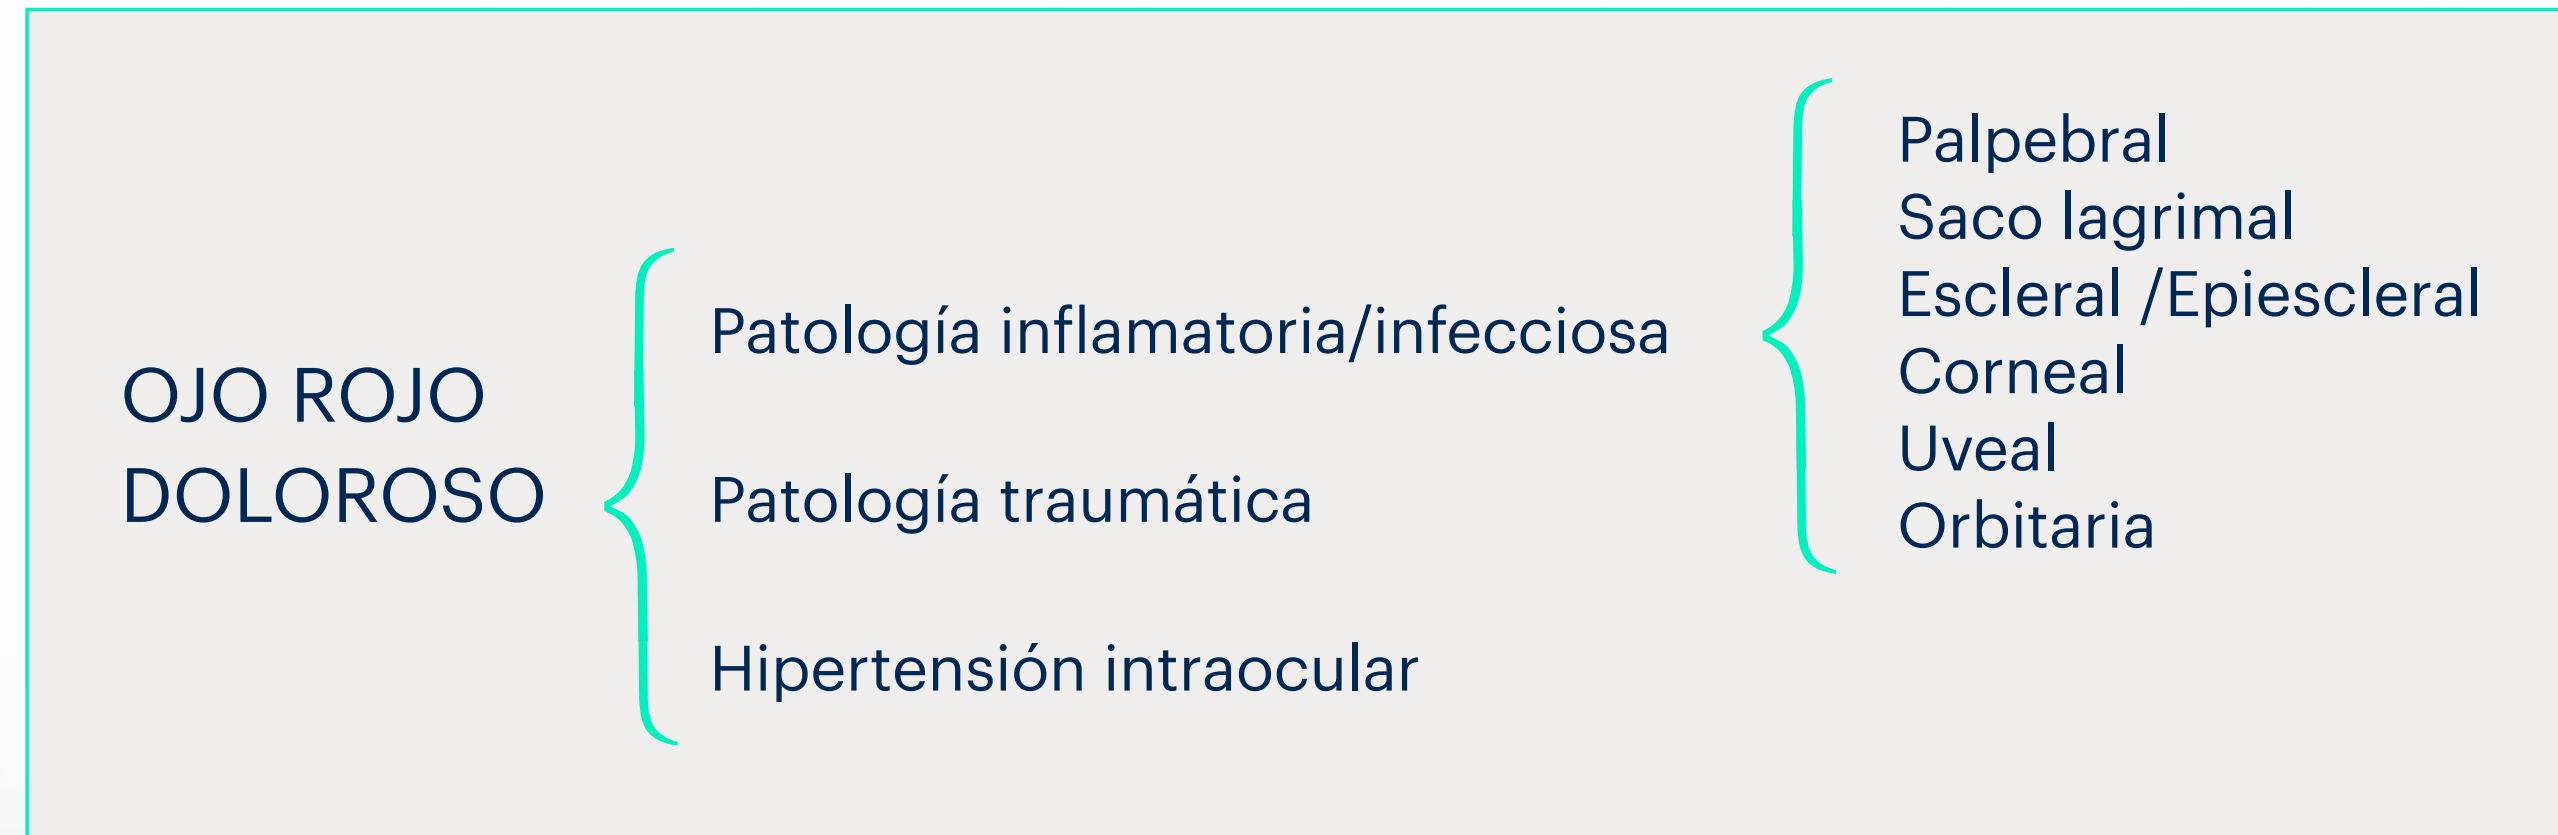 OJO ROJO
DOLOROSO
Patología inflamatoria/infecciosa
Patología traumática
Hipertensión intraocular
Palpebral
Saco lagrimal
Escleral /Epiescleral
Corneal
Uveal
Orbitaria